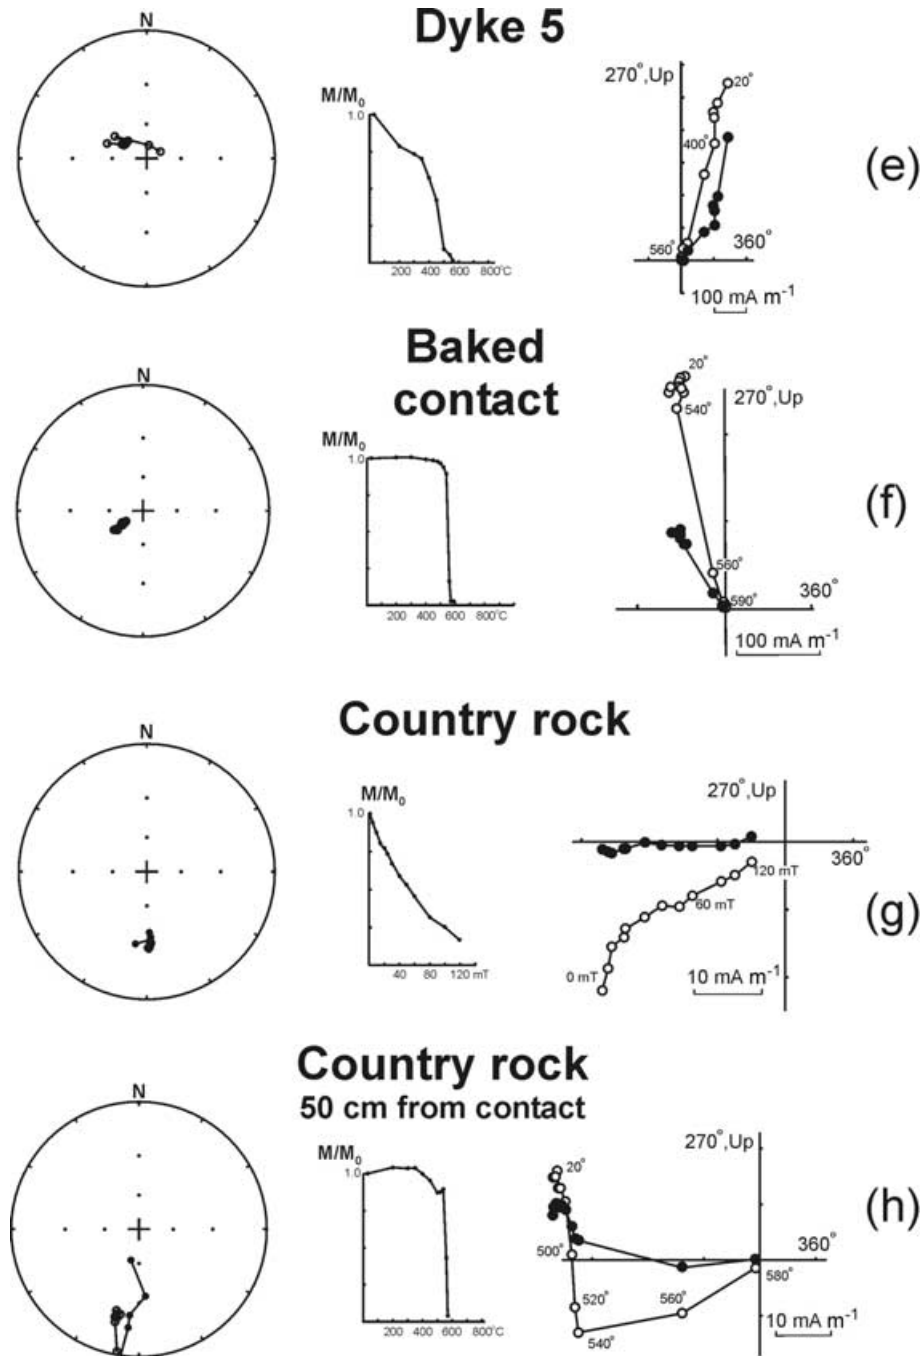 Dyke 5
N
M/M0
1.0
200 400 600 800°C
270°,Up
20°
400°
560°
360°
100 mA m-1
(e)
Baked
contact
N
M/M0
1.0
200 400 600 800°C
20°
270°,Up
540°
560°
590°
360°
100 mA m-1
(f)
Country rock
N
M/M0
1.0
40 80 120 mT
270°,Up
360°
120 mT
60 mT
0 mT
10 mA m-1
(g)
Country rock
50 cm from contact
N
M/M0
1.0
200 400 600 800°C
270°,Up
20°
500°
360°
580°
520°
560°
540°
10 mA m-1
(h)